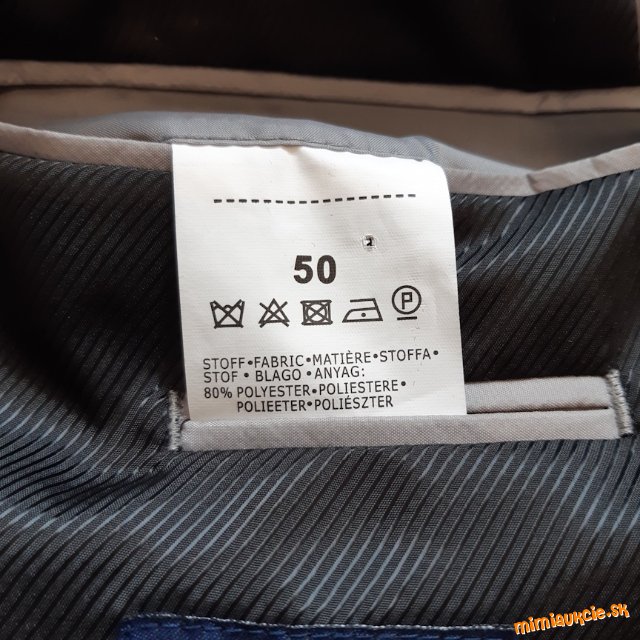 50
P
STOFF•FABRIC•MATIÈRE•STOFFA•
STOF • BLAGO • ANYAG:
80% POLYESTER•POLIESTERE•
POLIEETER•POLIÉSZTER
mimiaukcie.sk